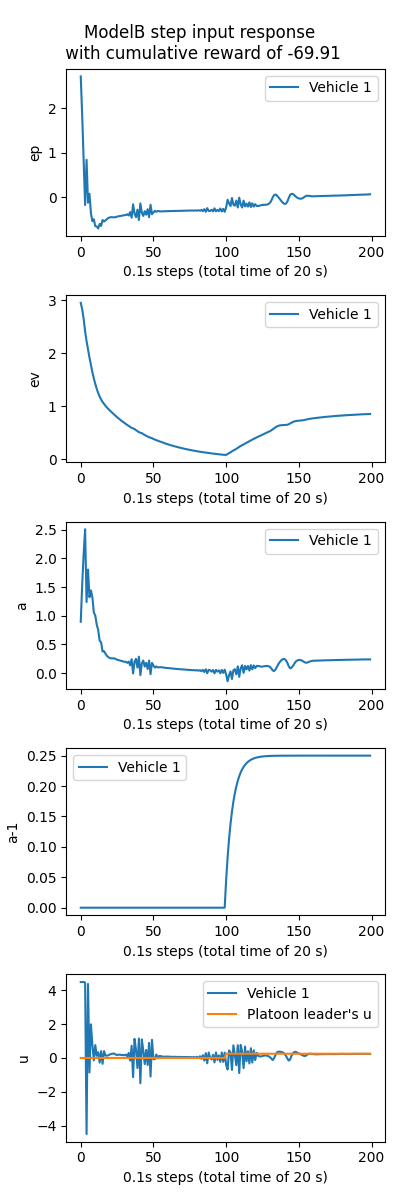 ModelB step input response
with cumulative reward of -69.91
Vehicle 1
2
1
0
ep
0 50 100 150 200
0.1s steps (total time of 20 s)
Vehicle 1
3
2
1
0
ev
0 50 100 150 200
0.1s steps (total time of 20 s)
Vehicle 1
2.5
2.0
1.5
1.0
0.5
0.0
a
0 50 100 150 200
0.1s steps (total time of 20 s)
Vehicle 1
0.25
0.20
0.15
0.10
0.05
0.00
a-1
0 50 100 150 200
0.1s steps (total time of 20 s)
Vehicle 1
Platoon leader's u
4
2
0
−2
−4
u
0 50 100 150 200
0.1s steps (total time of 20 s)